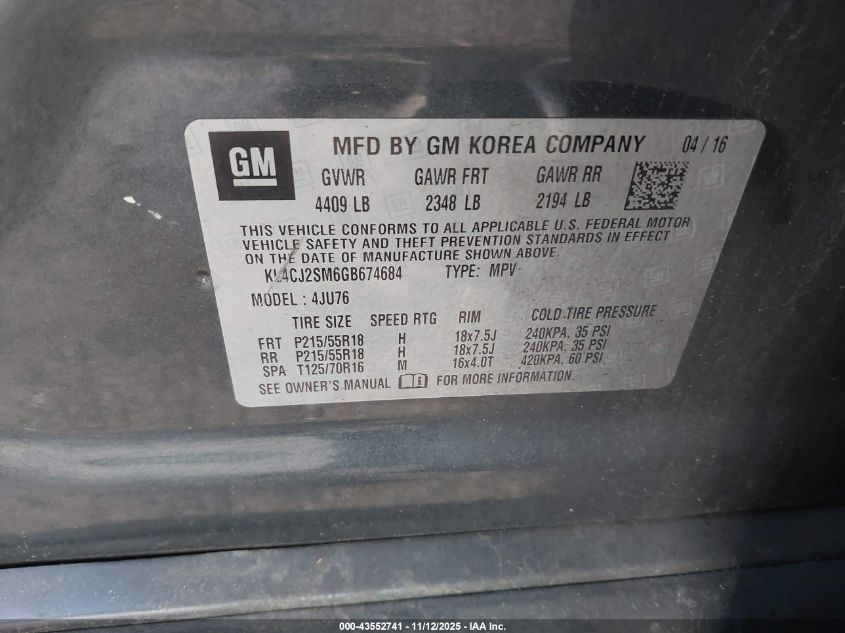 GM
MFD BY GM KOREA COMPANY 04 / 16
GVWR GAWR FRT GAWR RR
4409 LB 2348 LB 2194 LB
THIS VEHICLE CONFORMS TO ALL APPLICABLE U.S. FEDERAL MOTOR
VEHICLE SAFETY AND THEFT PREVENTION STANDARDS IN EFFECT
ON THE DATE OF MANUFACTURE SHOWN ABOVE.
KL4CJ2SM6GB674684 TYPE: MPV
MODEL : 4JU76
TIRE SIZE SPEED RTG RIM COLD TIRE PRESSURE
FRT P215/55R18 H 18x7.5J 240KPA, 35 PSI
RR P215/55R18 H 18x7.5J 240KPA, 35 PSI
SPA T125/70R16 M 16x4.0T 420KPA, 60 PSI
SEE OWNER'S MANUAL FOR MORE INFORMATION
000-43552741 - 11/12/2025 - IAA Inc.